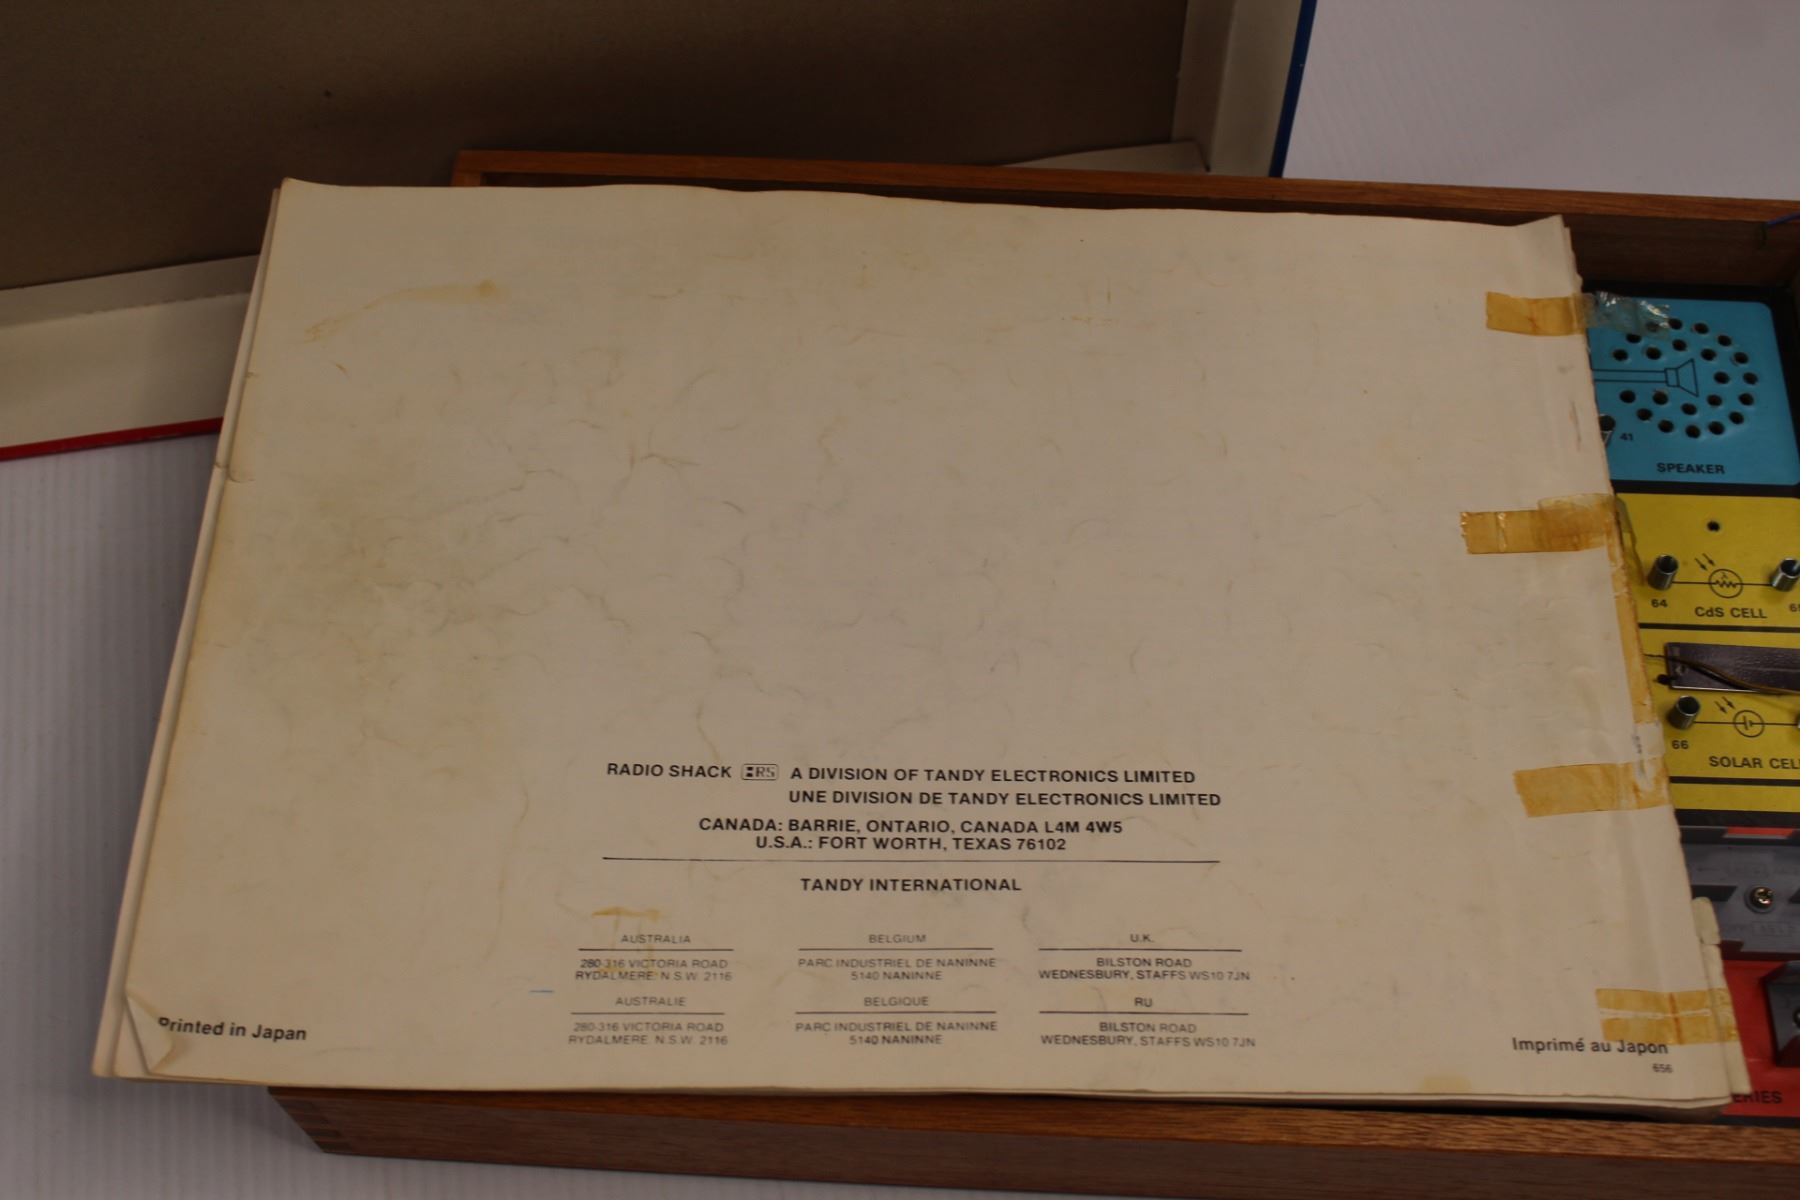 RADIO SHACK RS A DIVISION OF TANDY ELECTRONICS LIMITED
UNE DIVISION DE TANDY ELECTRONICS LIMITED
CANADA: BARRIE, ONTARIO, CANADA L4M 4W5
U.S.A.: FORT WORTH, TEXAS 76102
TANDY INTERNATIONAL
AUSTRALIA
280-316 VICTORIA ROAD
RYDALMERE, N.S.W. 2116
BELGIUM
PARC INDUSTRIEL DE NANINNE
5140 NANINNE
U.K.
BILSTON ROAD
WEDNESBURY, STAFFS WS10 7JN
AUSTRALIE
280-316 VICTORIA ROAD
RYDALMERE, N.S.W. 2116
BELGIQUE
PARC INDUSTRIEL DE NANINNE
5140 NANINNE
RU
BILSTON ROAD
WEDNESBURY, STAFFS WS10 7JN
Printed in Japan
Imprimé au Japon
656
41
SPEAKER
64
CdS CELL
66
SOLAR CELL